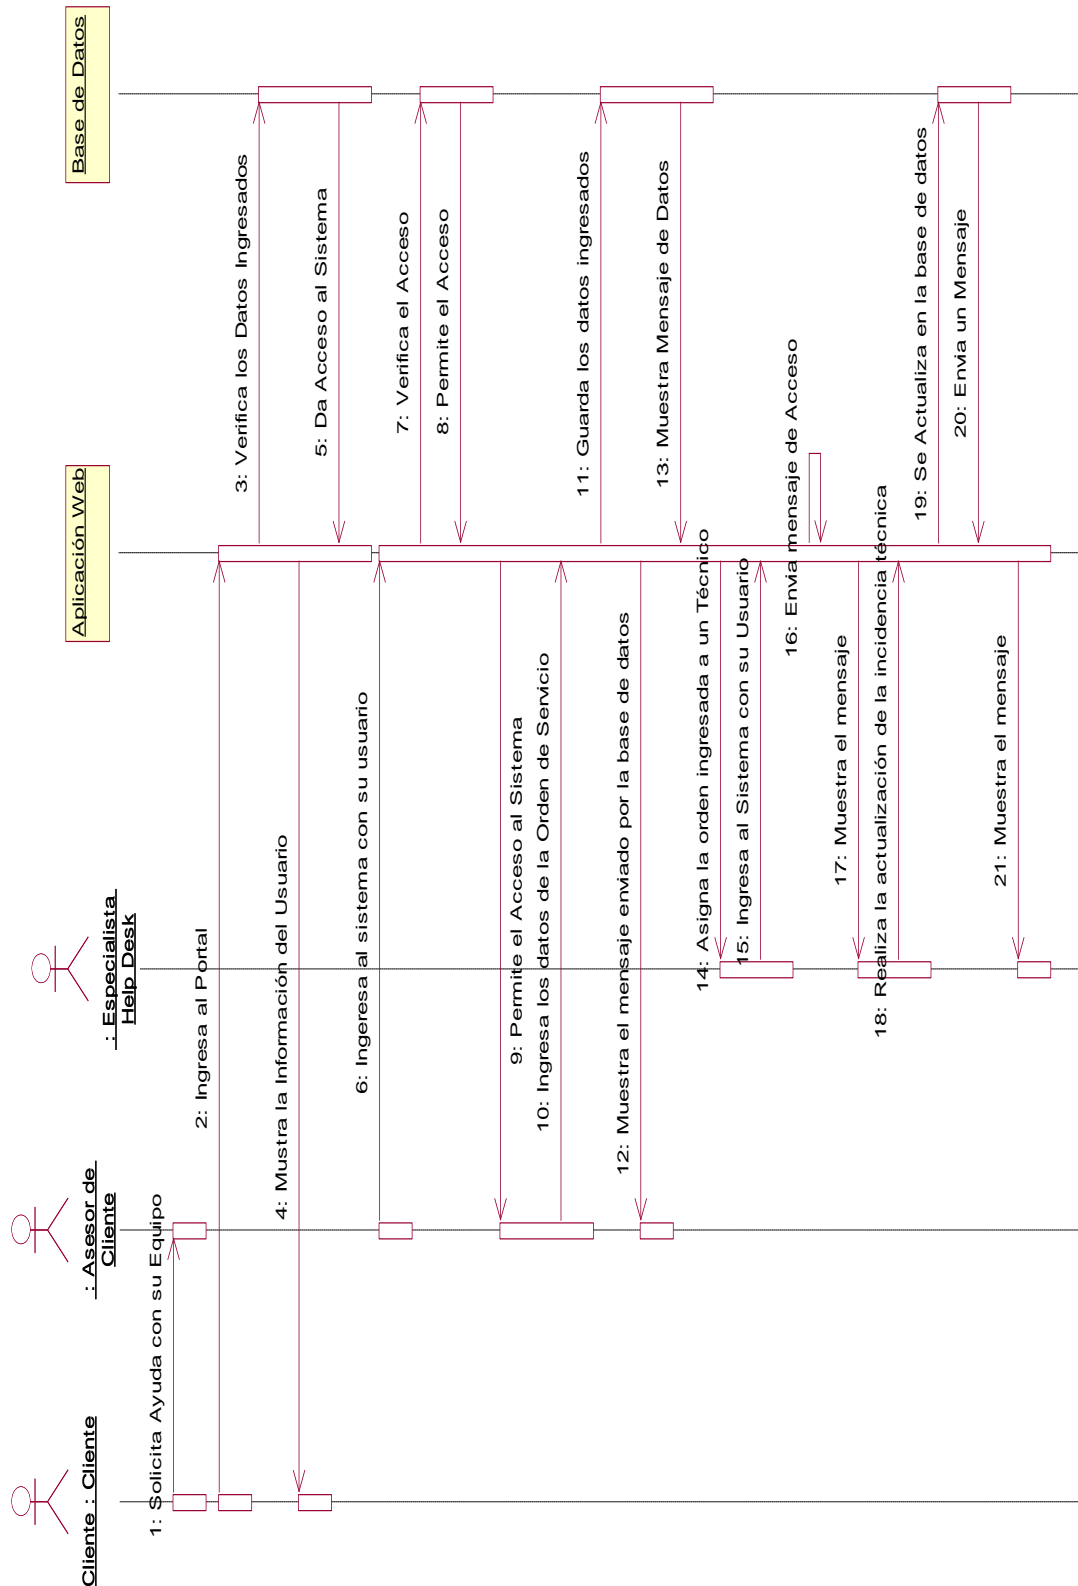 Cliente : Cliente
: Asesor de
Cliente
: Especialista
Help Desk
Aplicación Web
Base de Datos
1: Solicita Ayuda con su Equipo
2: Ingresa al Portal
3: Verifica los Datos Ingresados
4: Mustra la Información del Usuario
5: Da Acceso al Sistema
6: Ingeresa al sistema con su usuario
7: Verifica el Acceso
8: Permite el Acceso
9: Permite el Acceso al Sistema
10: Ingresa los datos de la Orden de Servicio
11: Guarda los datos ingresados
12: Muestra el mensaje enviado por la base de datos
13: Muestra Mensaje de Datos
14: Asigna la orden ingresada a un Técnico
15: Ingresa al Sistema con su Usuario
16: Envia mensaje de Acceso
17: Muestra el mensaje
18: Realiza la actualización de la incidencia técnica
19: Se Actualiza en la base de datos
20: Envia un Mensaje
21: Muestra el mensaje